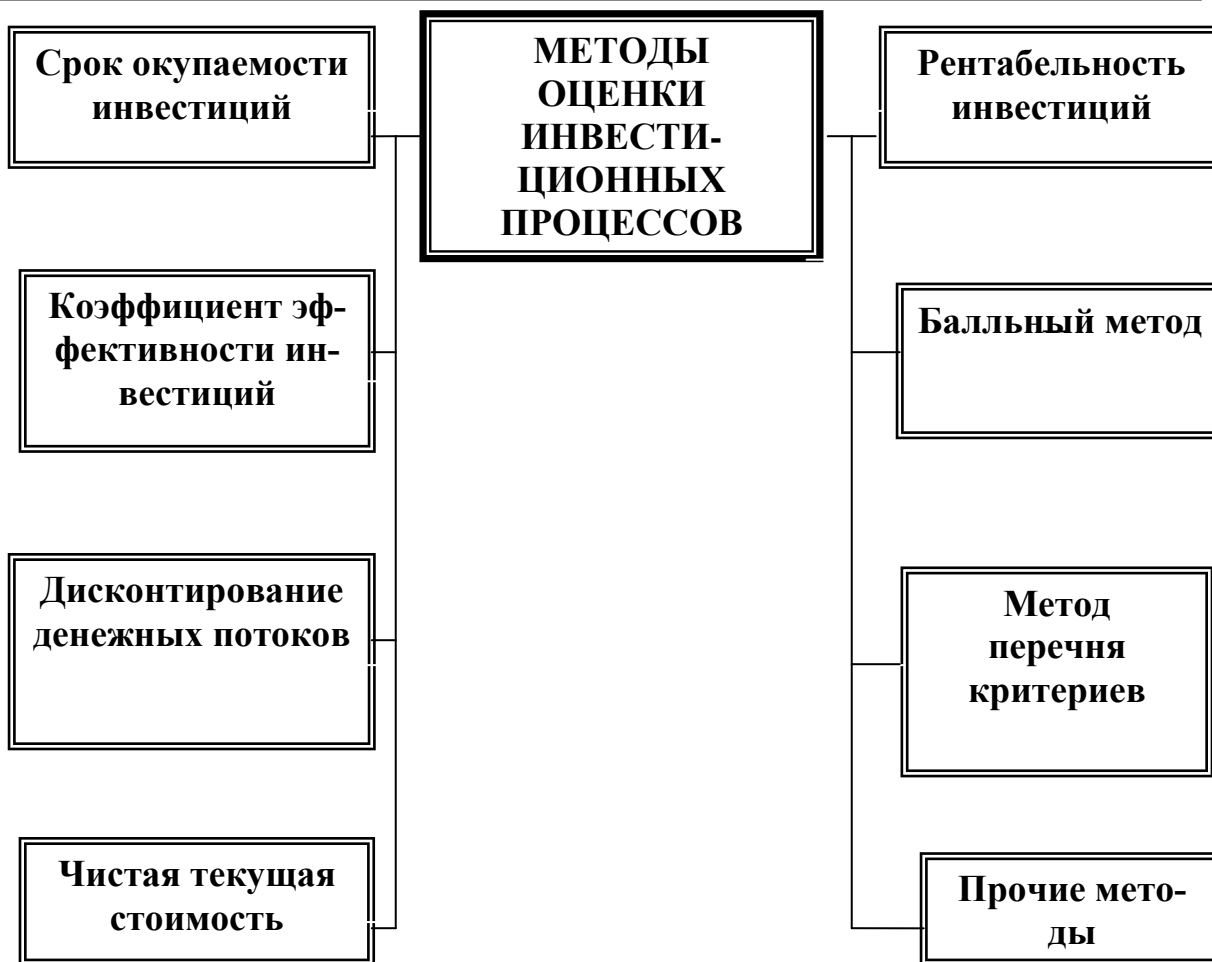 Срок окупаемости
инвестиций
МЕТОДЫ
ОЦЕНКИ
ИНВЕСТИ-
ЦИОННЫХ
ПРОЦЕССОВ
Рентабельность
инвестиций
Коэффициент эф-
фективности ин-
вестиций
Балльный метод
Дисконтирование
денежных потоков
Метод
перечня
критериев
Чистая текущая
стоимость
Прочие мето-
ды